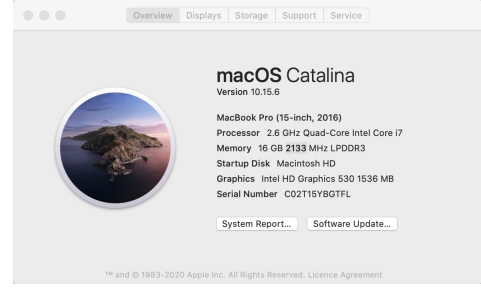 Overview Displays Storage Support Service
macOS Catalina
Version 10.15.6
MacBook Pro (15-inch, 2016)
Processor 2.6 GHz Quad-Core Intel Core i7
Memory 16 GB 2133 MHz LPDDR3
Startup Disk Macintosh HD
Graphics Intel HD Graphics 530 1536 MB
Serial Number C02T15YBGTFL
System Report... Software Update...
™ and © 1983-2020 Apple Inc. All Rights Reserved. Licence Agreement